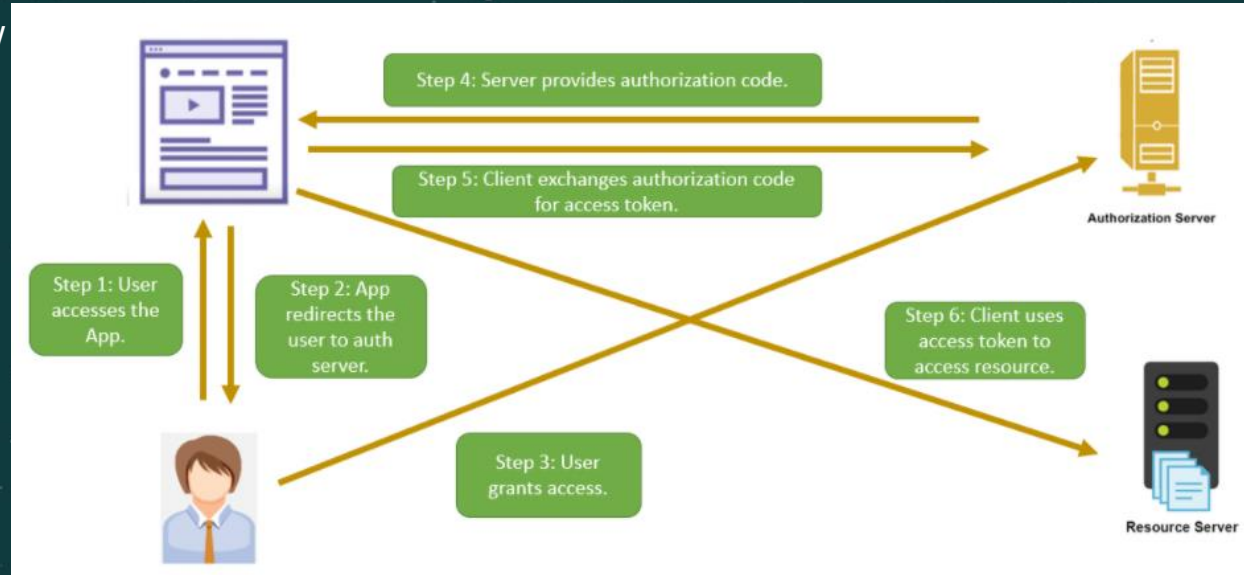 Step 4: Server provides authorization code.
Step 5: Client exchanges authorization code
for access token.
Authorization Server
Step 1: User
accesses the
App.
Step 2: App
redirects the
user to auth
server.
Step 6: Client uses
access token to
access resource.
Step 3: User
grants access.
Resource Server